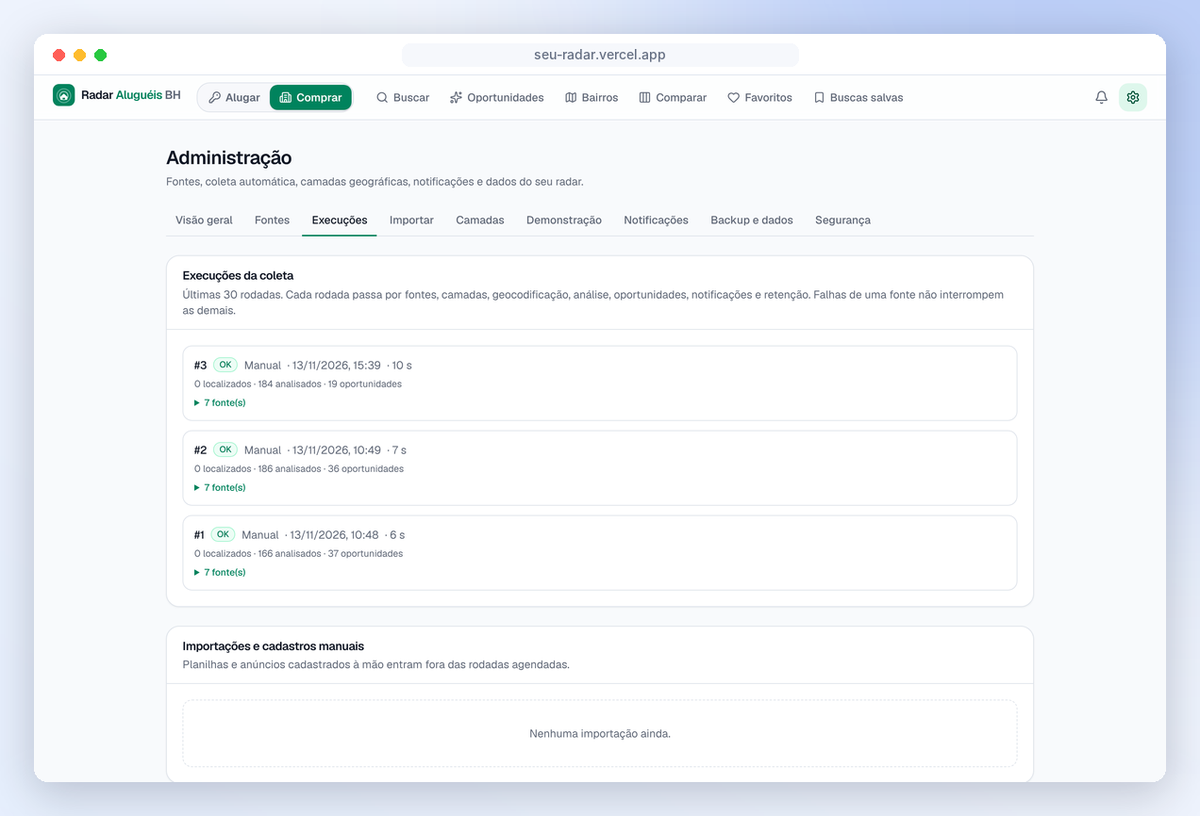 seu-radar.vercel.app
Radar Aluguéis BH
Alugar
Comprar
Buscar
Oportunidades
Bairros
Comparar
Favoritos
Buscas salvas
Administração
Fontes, coleta automática, camadas geográficas, notificações e dados do seu radar.
Visão geral
Fontes
Execuções
Importar
Camadas
Demonstração
Notificações
Backup e dados
Segurança
Execuções da coleta
Últimas 30 rodadas. Cada rodada passa por fontes, camadas, geocodificação, análise, oportunidades, notificações e retenção. Falhas de uma fonte não interrompem
as demais.
#3 OK Manual · 13/11/2026, 15:39 · 10 s
0 localizados · 184 analisados · 19 oportunidades
7 fonte(s)
#2 OK Manual · 13/11/2026, 10:49 · 7 s
0 localizados · 186 analisados · 36 oportunidades
7 fonte(s)
#1 OK Manual · 13/11/2026, 10:48 · 6 s
0 localizados · 166 analisados · 37 oportunidades
7 fonte(s)
Importações e cadastros manuais
Planilhas e anúncios cadastrados à mão entram fora das rodadas agendadas.
Nenhuma importação ainda.